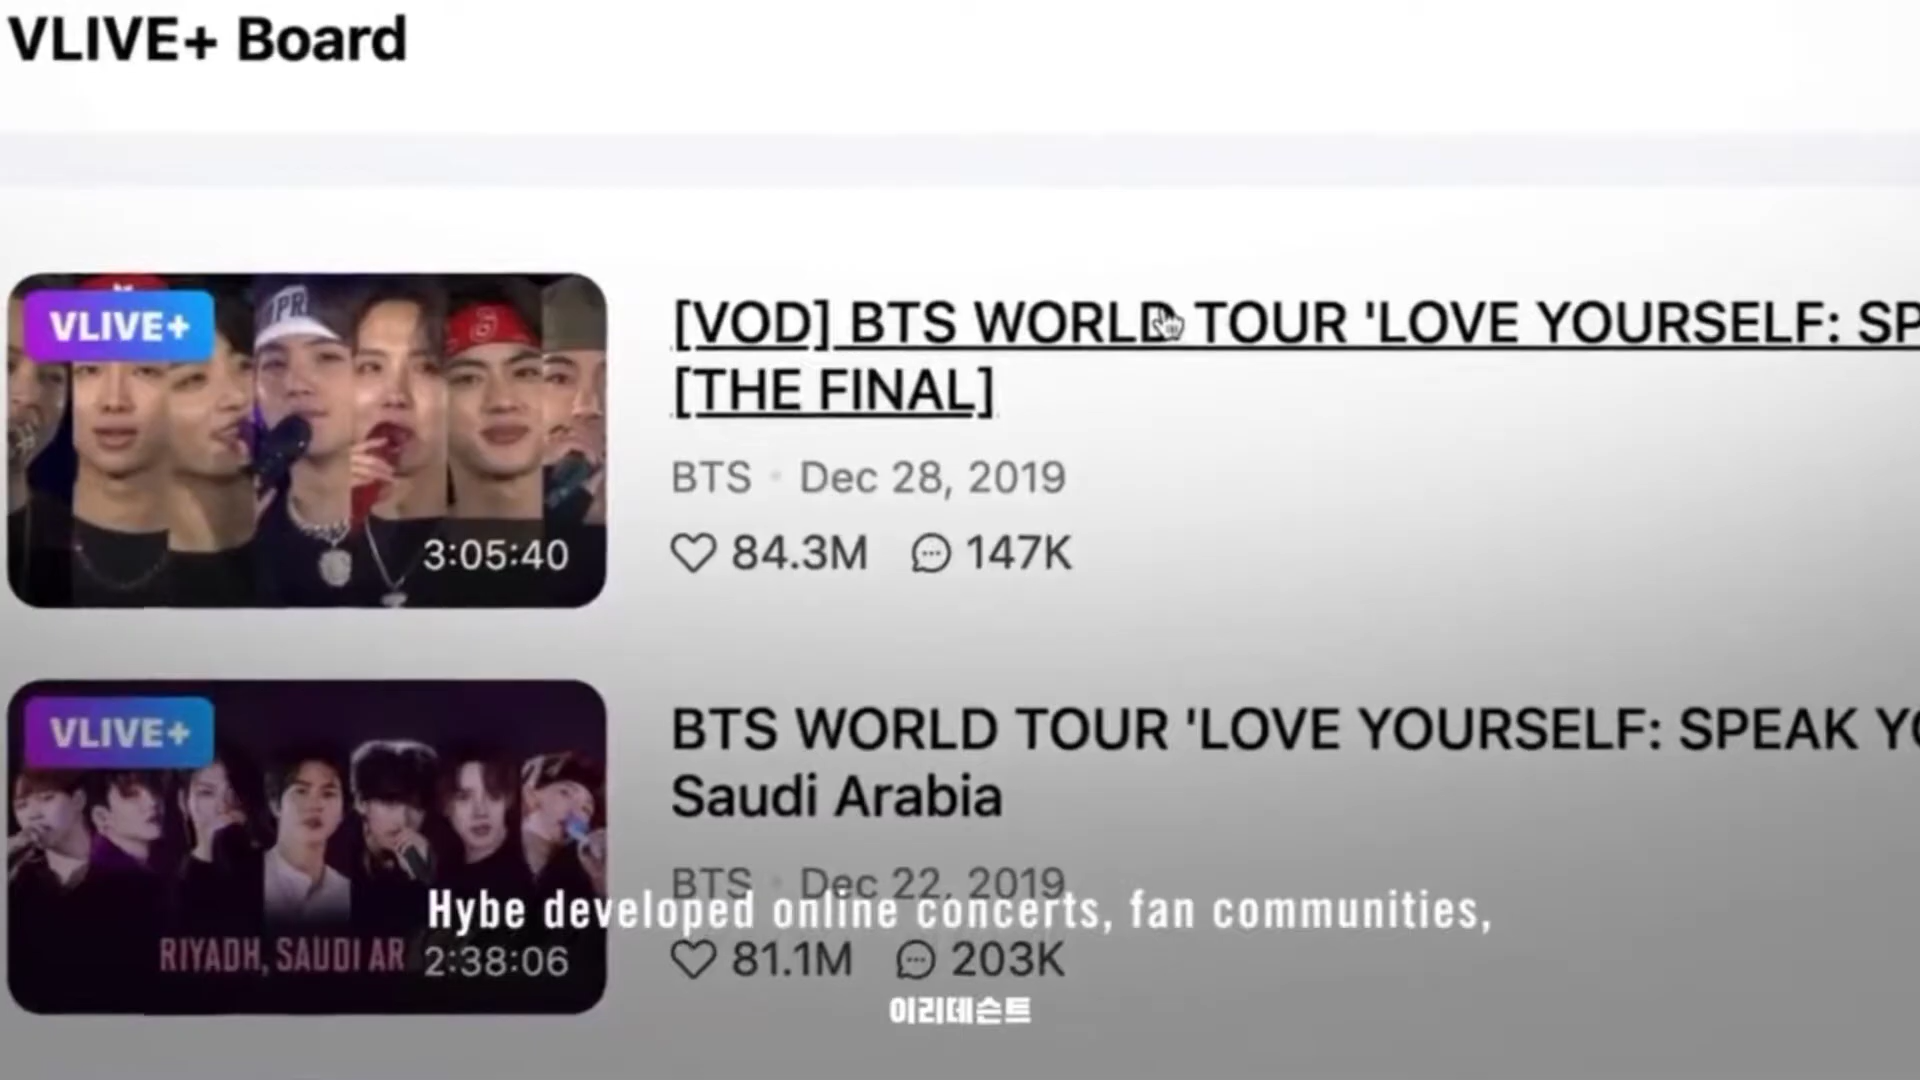 VLIVE+ Board
VLIVE+
3:05:40
[VOD] BTS WORLD TOUR 'LOVE YOURSELF: SP
[THE FINAL]
BTS · Dec 28, 2019
84.3M 147K
VLIVE+
RIYADH, SAUDI AR
2:38:06
BTS WORLD TOUR 'LOVE YOURSELF: SPEAK YO
Saudi Arabia
BTS · Dec 22, 2019
81.1M 203K
Hybe developed online concerts, fan communities,
이리데슨트